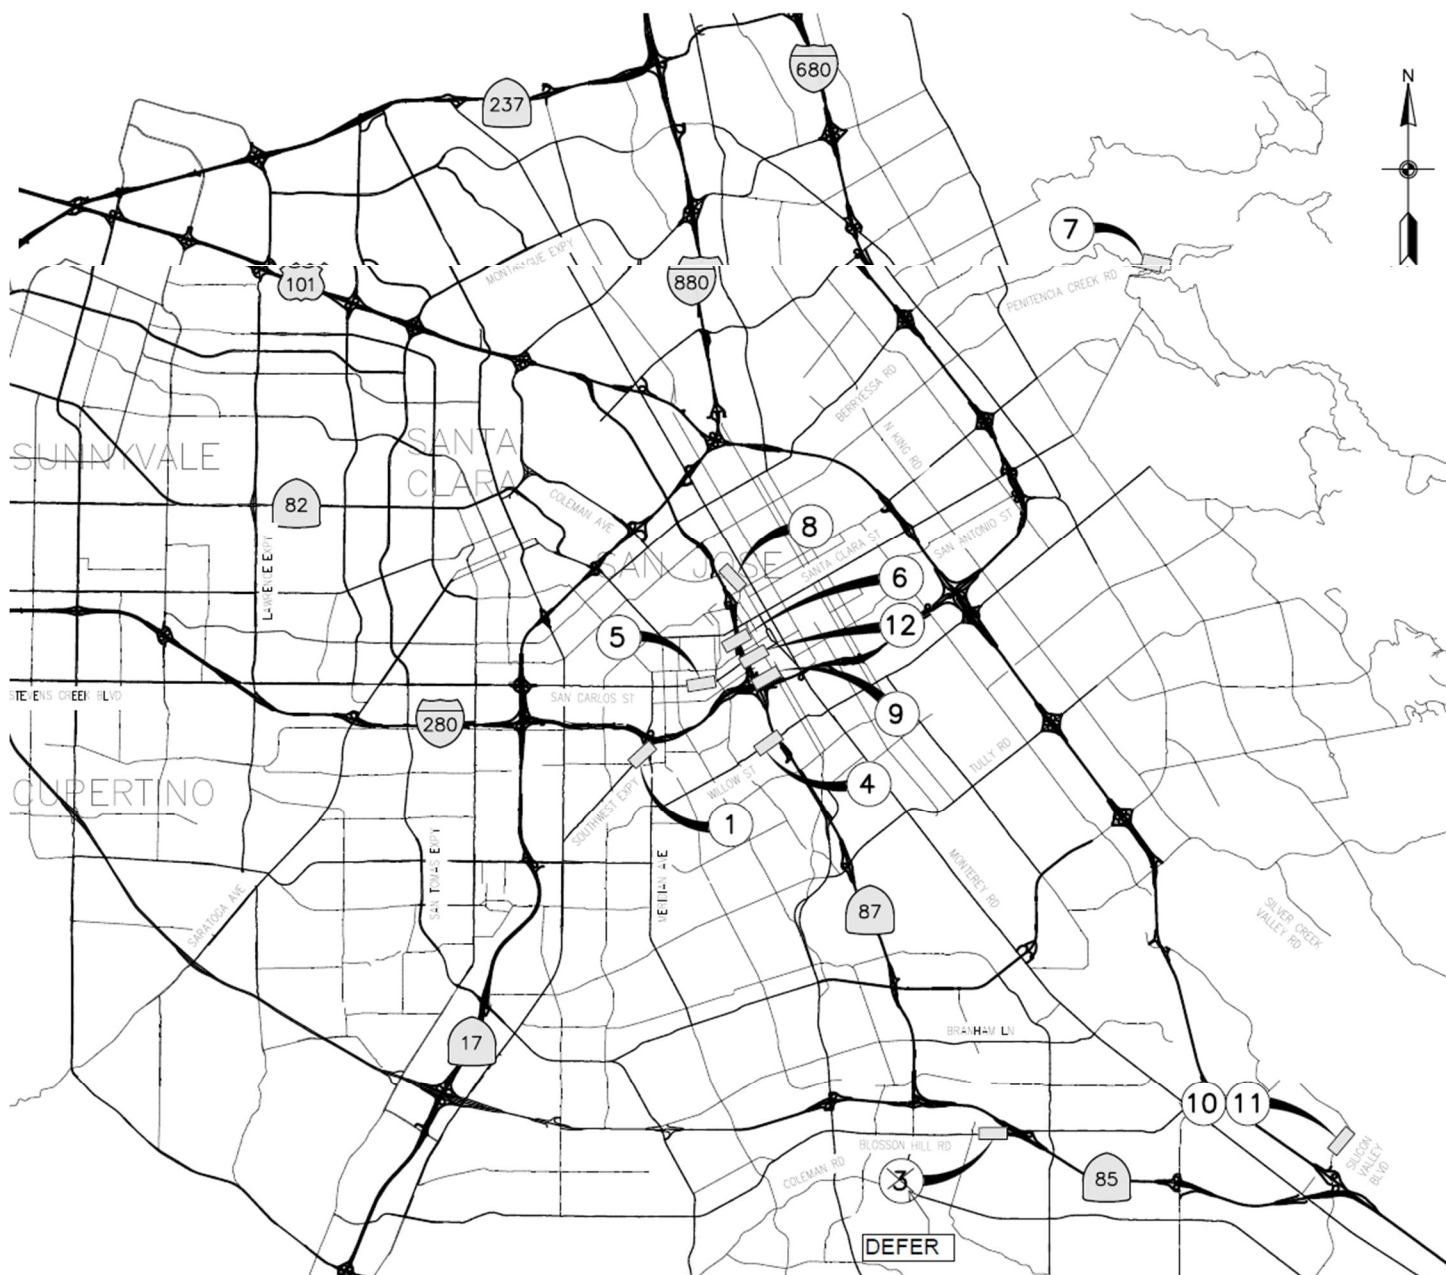 680
N
237
7
MONTAGUE EXPY
101
880
PENITENCIA CREEK RD
BERRYESSA RD
N KING RD
SUNNYVALE
SANTA
CLARA
82
COLEMAN AVE
8
SAN ANTONIO ST
LAWRENCE EXPY
SAN JOSE
SANTA CLARA ST
6
5
12
STEVENS CREEK BLVD
SAN CARLOS ST
9
280
TULLY RD
CUPERTINO
WILLOW ST
4
SOUTHWEST EXPY
1
SAN TOMAS EXPY
MERIDIAN AVE
MONTEREY RD
SARATOGA AVE
87
SILVER CREEK
VALLEY RD
17
BRANHAM LN
10
11
BLOSSON HILL RD
SILICON
VALLEY
BLVD
COLEMAN RD
3
85
DEFER